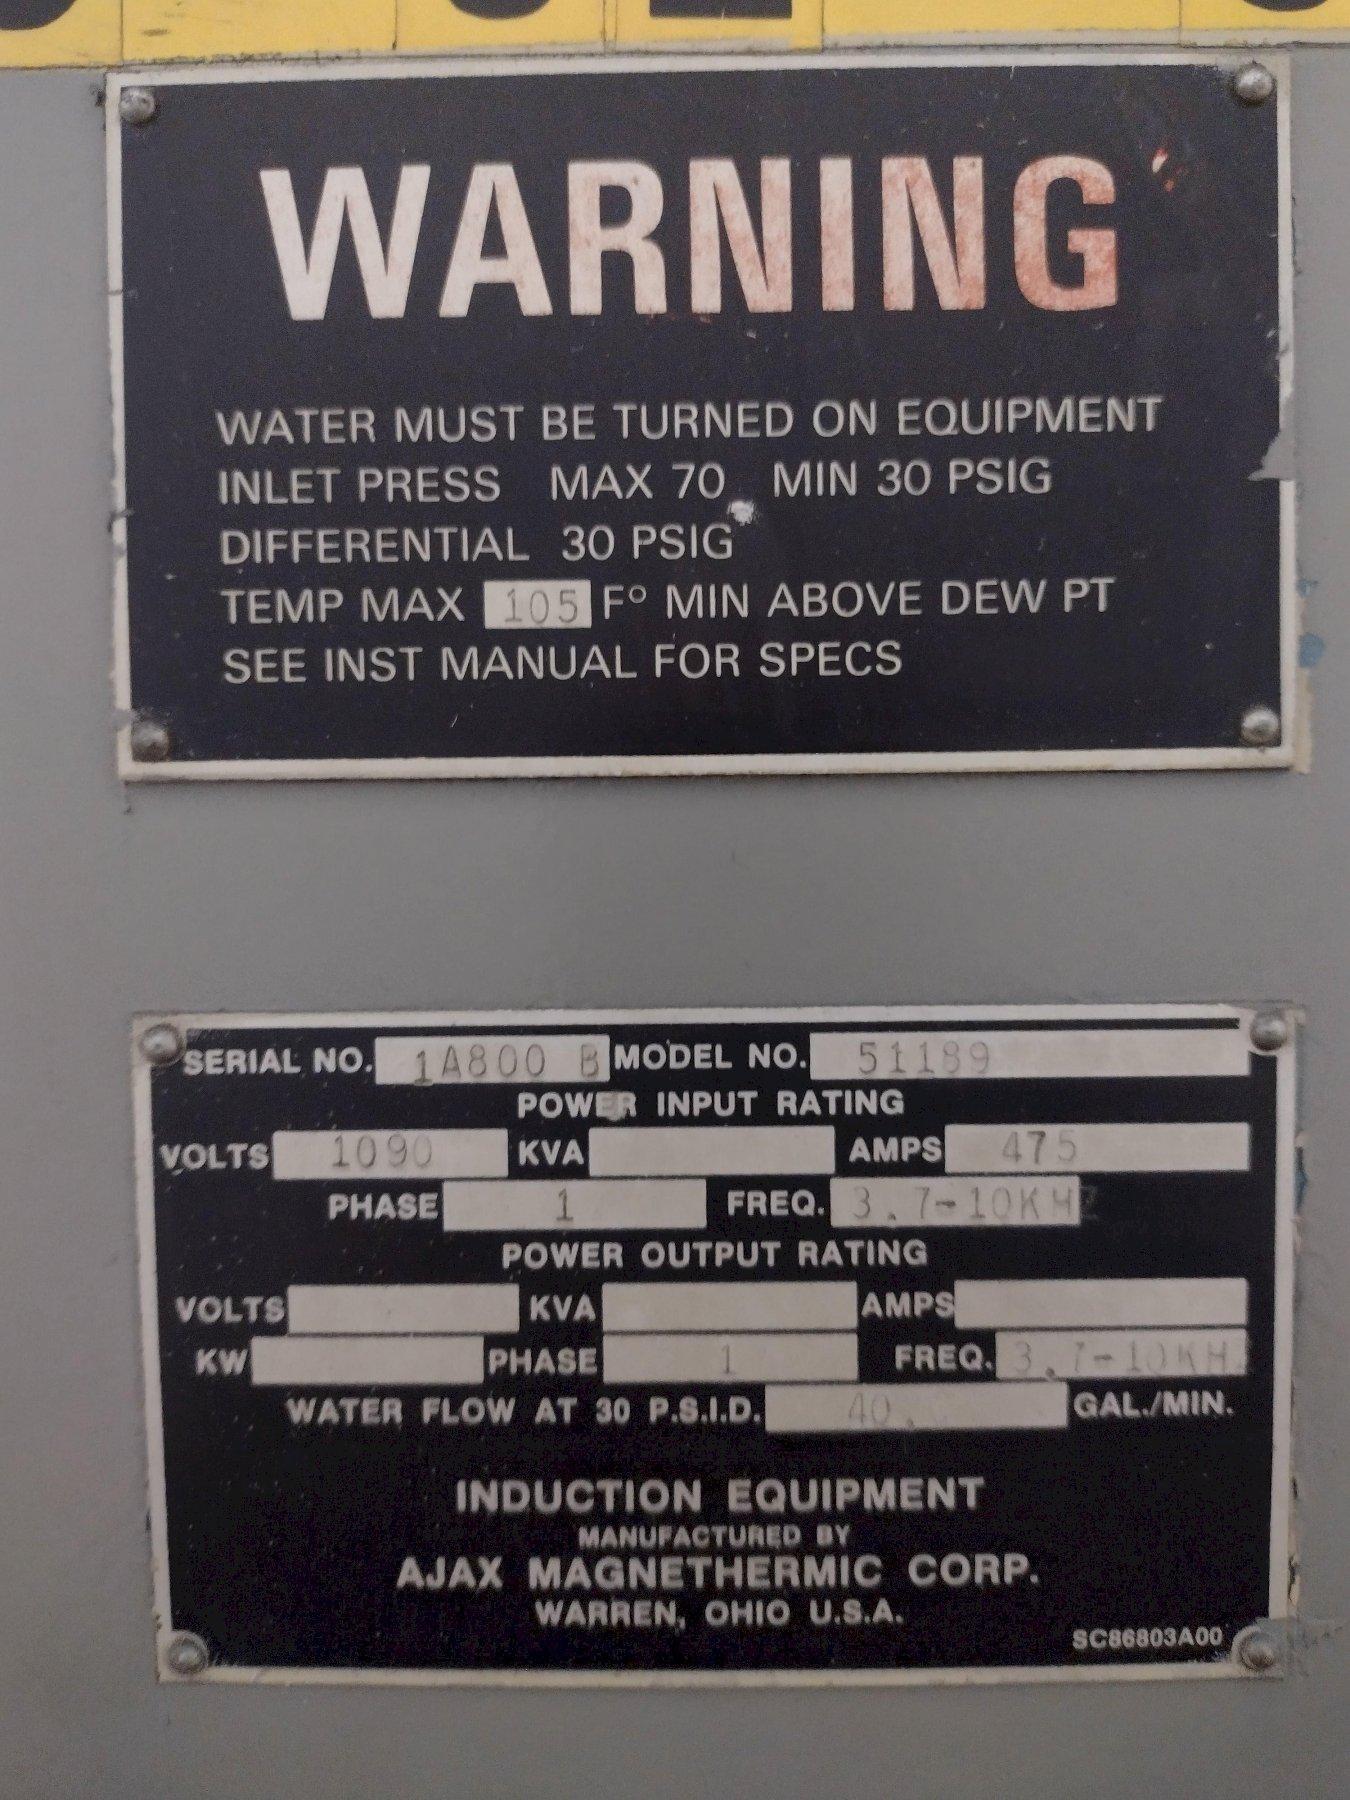 WARNING
WATER MUST BE TURNED ON EQUIPMENT
INLET PRESS MAX 70 MIN 30 PSIG
DIFFERENTIAL 30 PSIG
TEMP MAX 105 F° MIN ABOVE DEW PT
SEE INST MANUAL FOR SPECS
SERIAL NO. 1A800 B MODEL NO. 51189
POWER INPUT RATING
VOLTS 1090 KVA AMPS 475
PHASE 1 FREQ. 3.7-10KHZ
POWER OUTPUT RATING
VOLTS KVA AMPS
KW PHASE 1 FREQ. 3.7-10KHZ
WATER FLOW AT 30 P.S.I.D. 40.0 GAL./MIN.
INDUCTION EQUIPMENT
MANUFACTURED BY
AJAX MAGNETHERMIC CORP.
WARREN, OHIO U.S.A.
SC86803A00